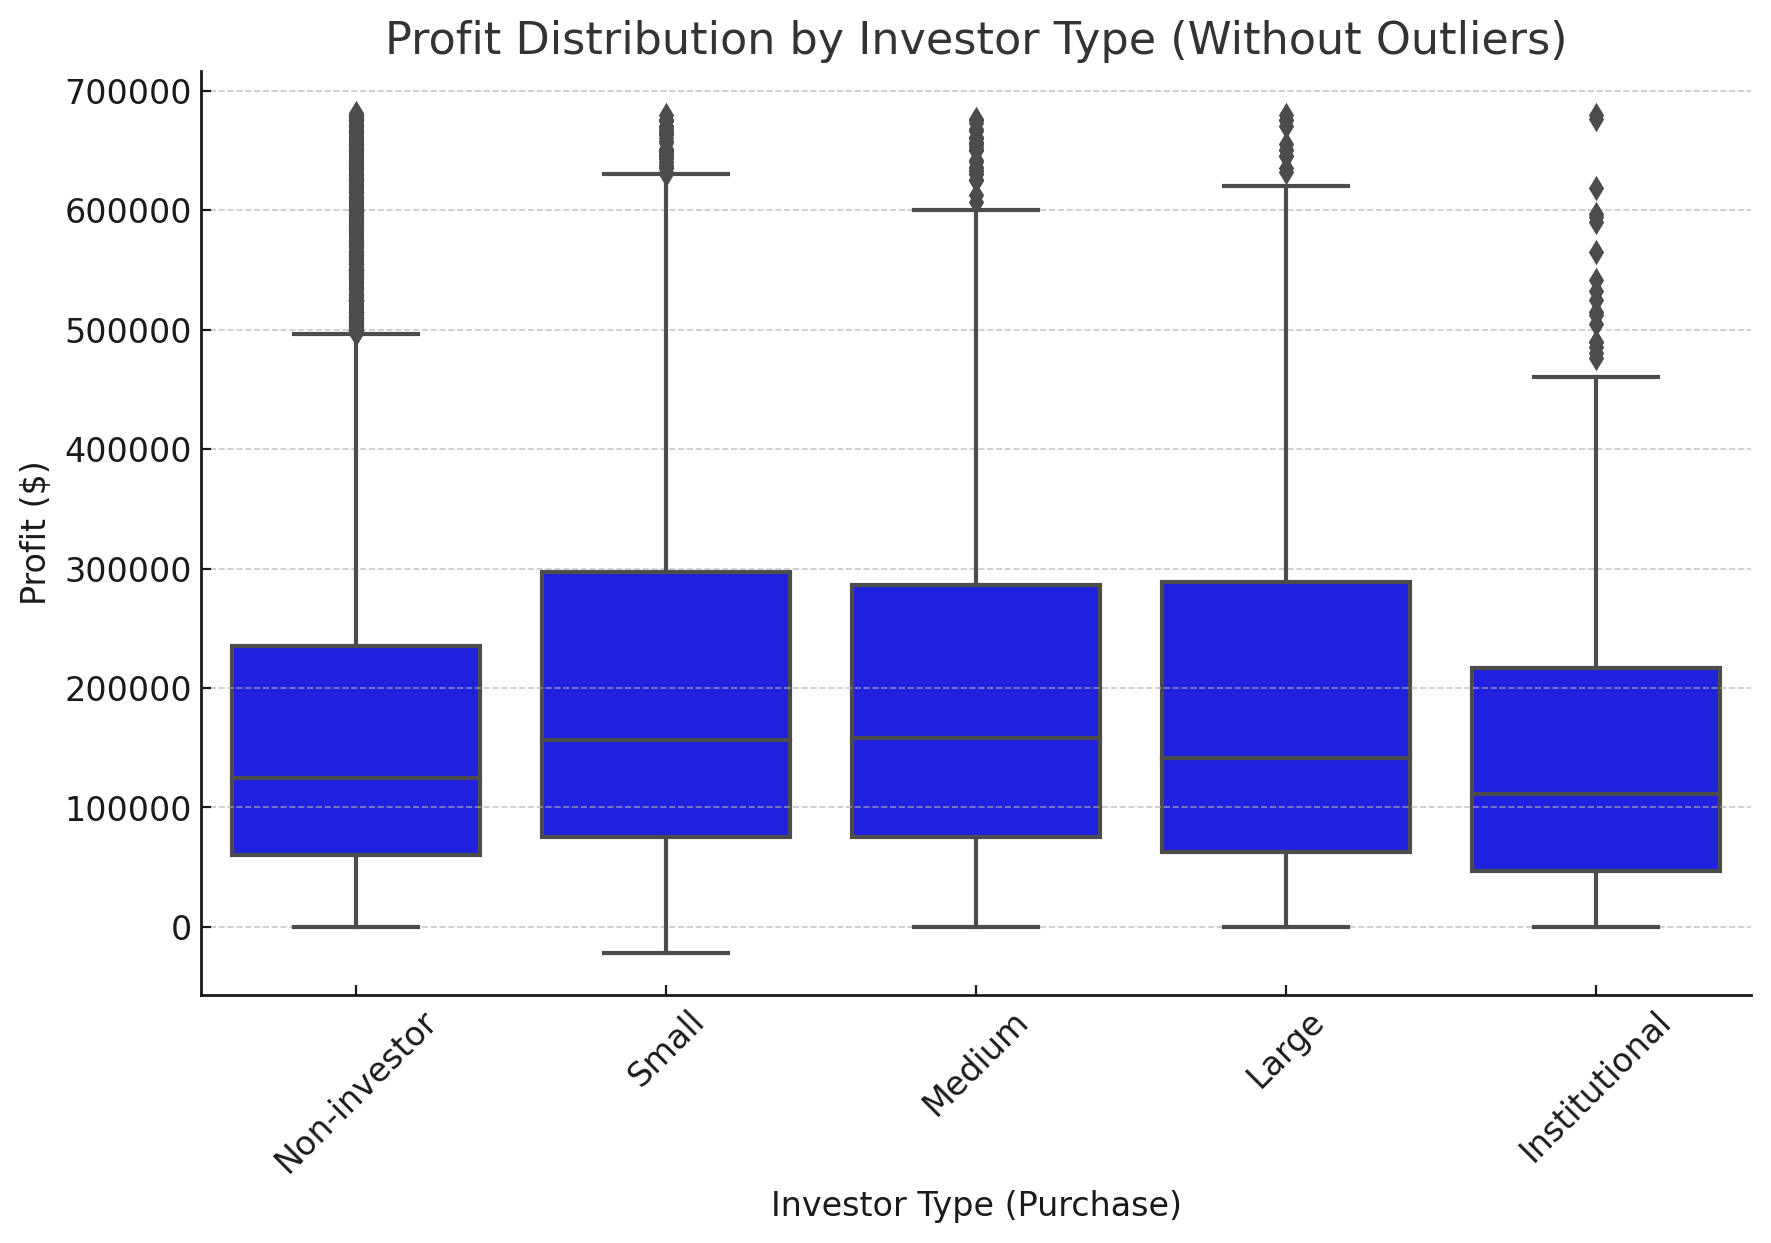 Profit Distribution by Investor Type (Without Outliers)
700000
600000
500000
400000
300000
200000
100000
0
Profit ($)
Non-investor
Small
Medium
Large
Institutional
Investor Type (Purchase)